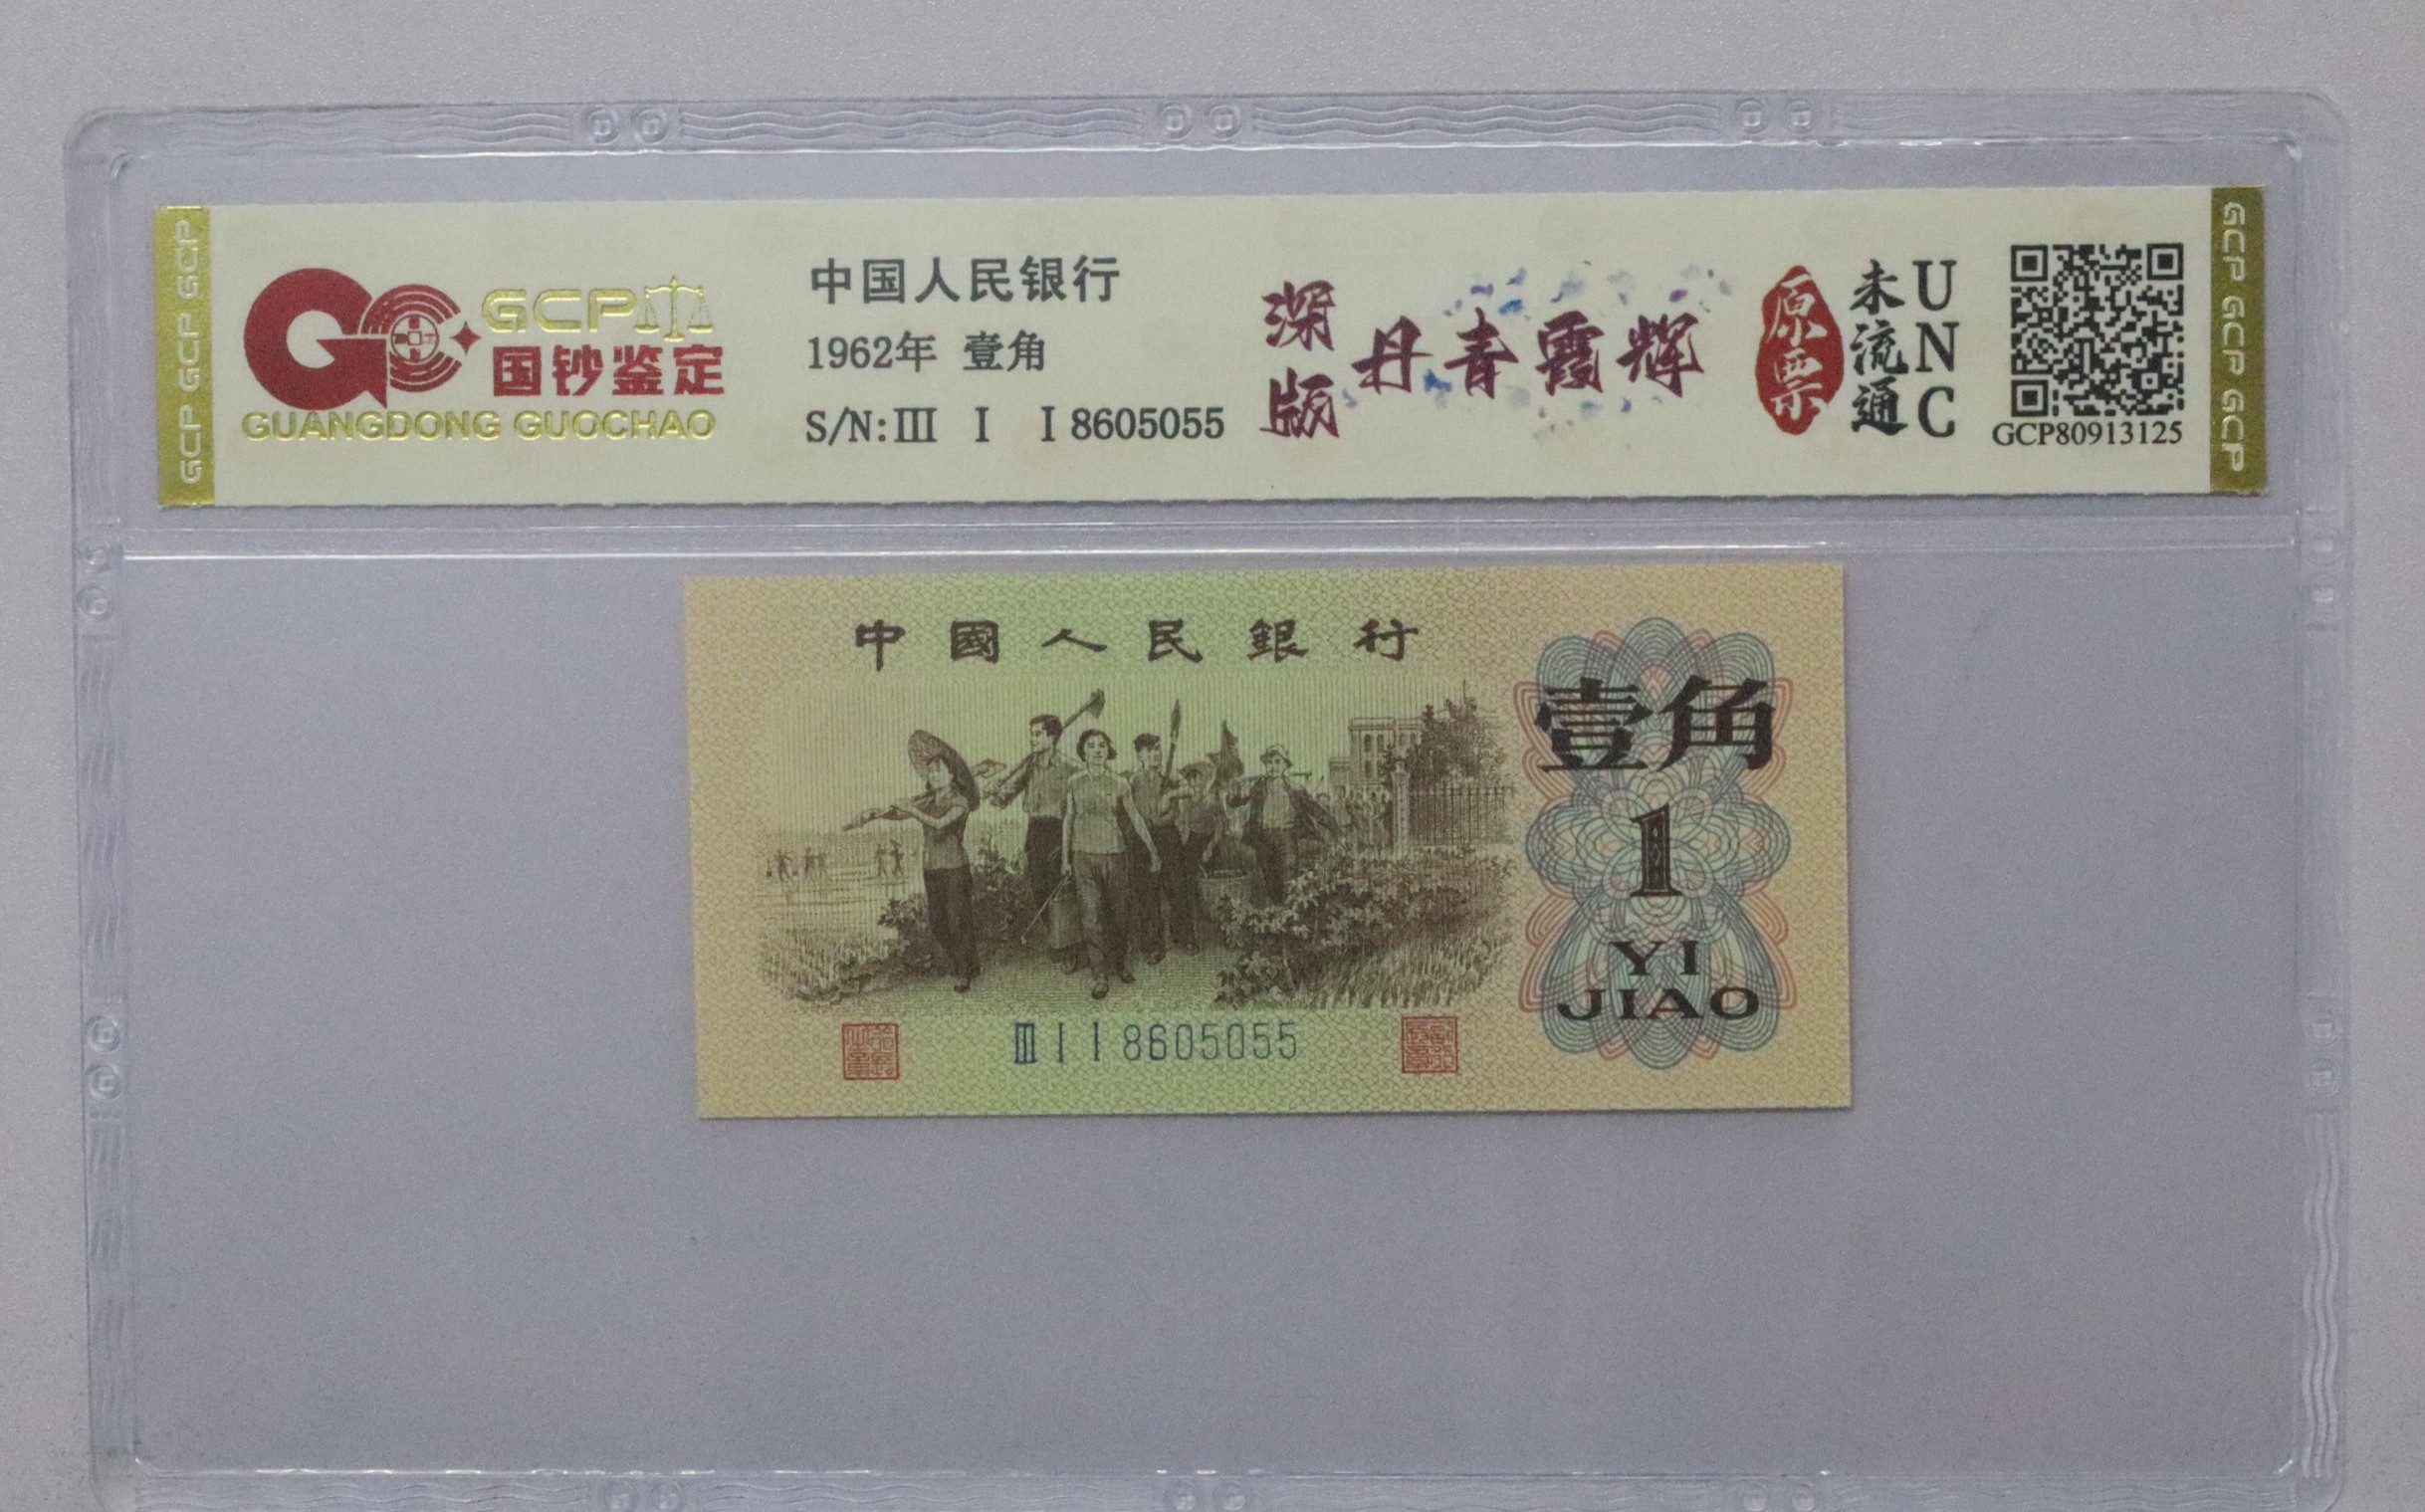 GCP GCP GCP
GCP
国钞鉴定
GUANGDONG GUOCHAO
中国人民银行
1962年 壹角
S/N:III I I 8605055
深版
丹青霞辉
原票
未流通
UNC
GCP80913125
GCP GCP GCP
中國人民銀行
壹角
1
YI
JIAO
III I I 8605055